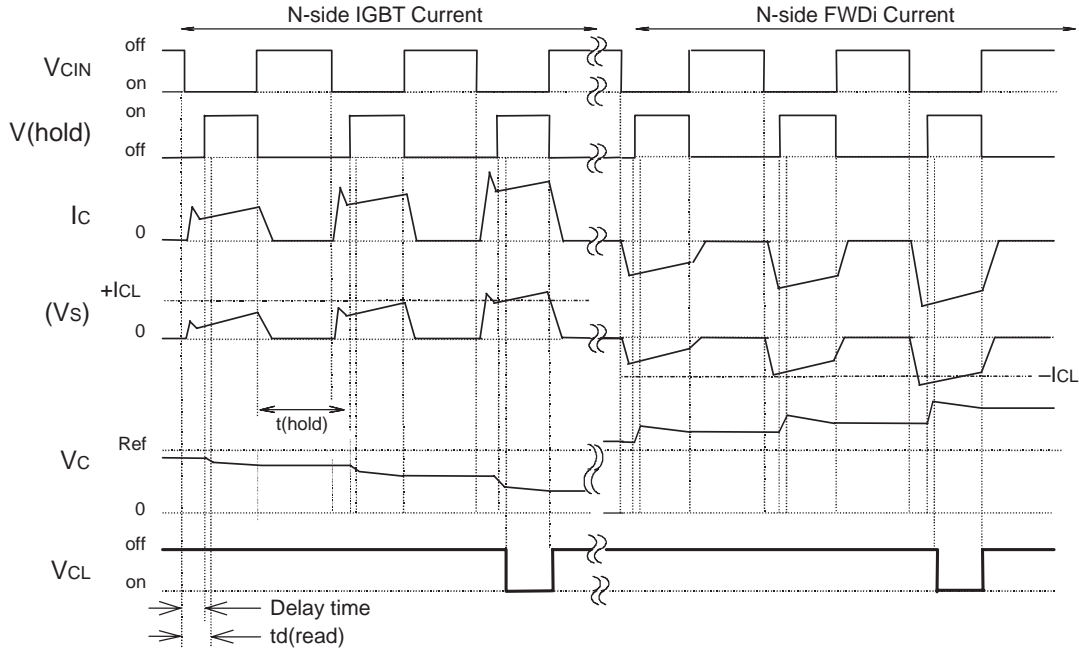 N-side IGBT Current
N-side FWDi Current
off
VCIN
on
on
V(hold)
off
IC
0
+ICL
(VS)
0
–ICL
t(hold)
Ref
VC
0
off
VCL
on
Delay time
td(read)